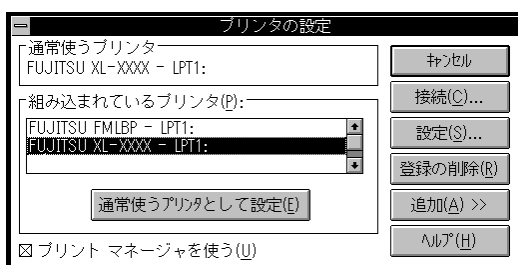 プリンタの設定
通常使うプリンタ
FUJITSU XL-XXXX - LPT1:
組み込まれているプリンタ(P):
FUJITSU FMLBP - LPT1:
FUJITSU XL-XXXX - LPT1:
通常使うプリンタとして設定(E)
プリント マネージャを使う(U)
キャンセル
接続(C)...
設定(S)...
登録の削除(R)
追加(A) >>
ヘルプ(H)